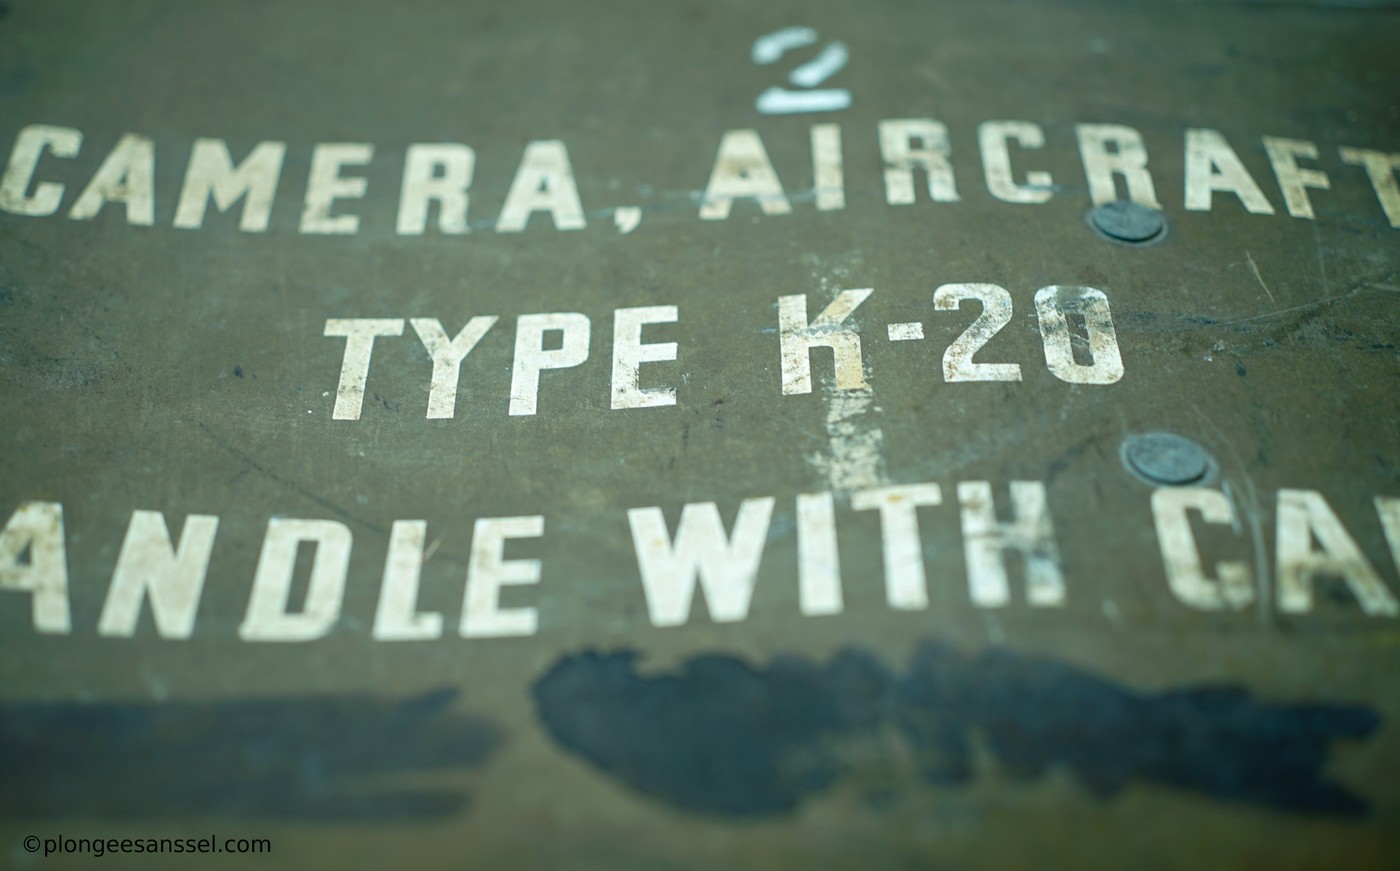 2
CAMERA, AIRCRAFT
TYPE K-20
ANDLE WITH CA
©plongeesanssel.com